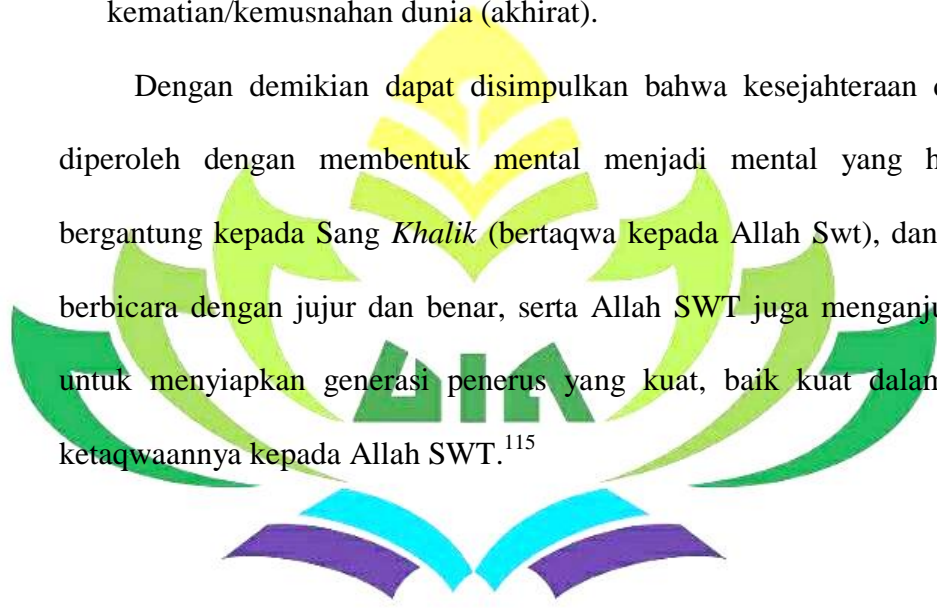 kematian/kemusnahan dunia (akhirat).
Dengan demikian dapat disimpulkan bahwa kesejahteraan
diperoleh dengan membentuk mental menjadi mental yang
bergantung kepada Sang Khalik (bertaqwa kepada Allah Swt), dan
berbicara dengan jujur dan benar, serta Allah SWT juga
untuk menyiapkan generasi penerus yang kuat, baik kuat dalam
ketaqwaannya kepada Allah SWT.115
UIN